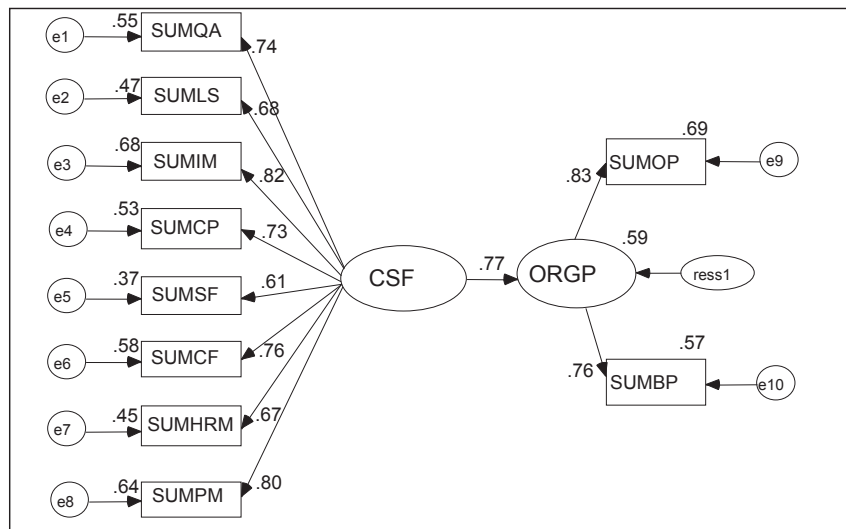 .55
SUMQA
e1
.74
.47
SUMLS
e2
.68
.68
SUMIM
e3
.82
.53
SUMCP
e4
.73
.37
SUMSF
e5
.61
.58
SUMCF
e6
.76
.45
SUMHRM
e7
.67
.64
SUMPM
e8
.80
CSF
.77
ORGP
.59
ress1
.69
SUMOP
e9
.83
.57
SUMBP
e10
.76